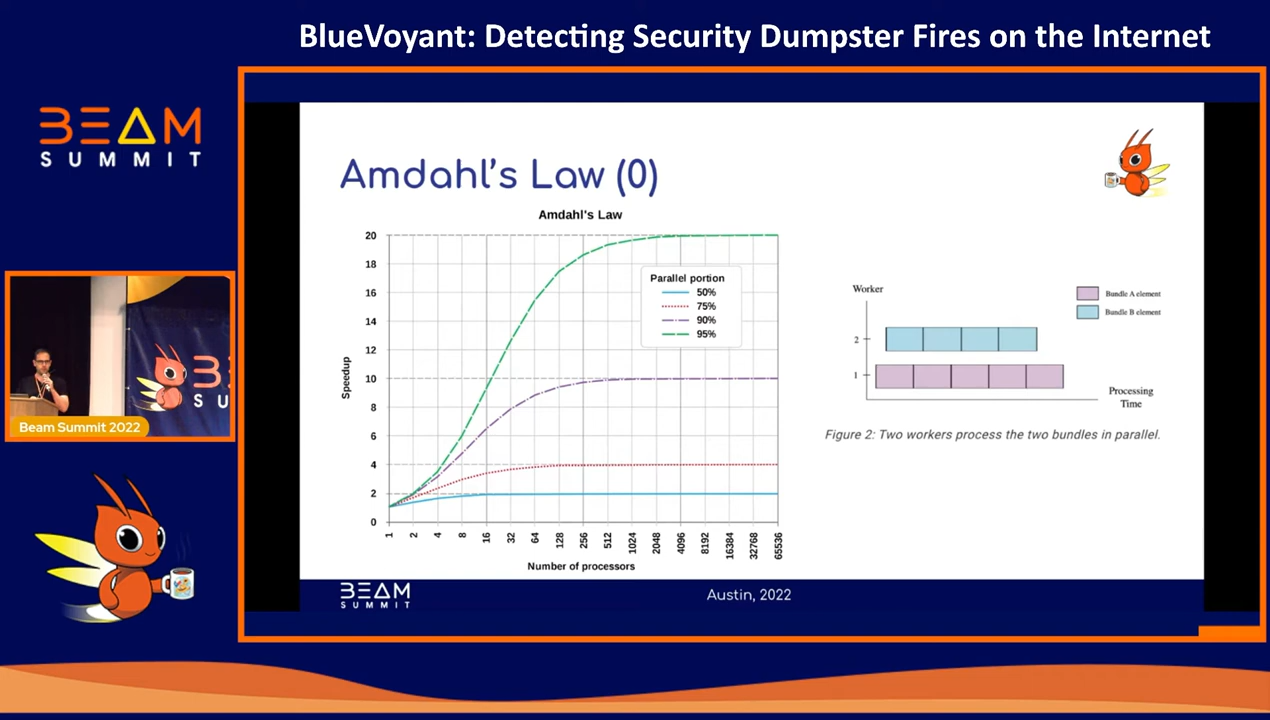 BlueVoyant: Detecting Security Dumpster Fires on the Internet
BEAM
SUMMIT
Amdahl's Law (0)
Amdahl's Law
Speedup
20
18
16
14
12
10
8
6
4
2
0
Parallel portion
50%
75%
90%
95%
1
2
4
8
16
32
64
128
256
512
1024
2048
4096
8192
16384
32768
65536
Number of processors
Worker
2
1
Bundle A element
Bundle B element
Processing
Time
Figure 2: Two workers process the two bundles in parallel.
Beam Summit 2022
BEAM
SUMMIT
Austin, 2022